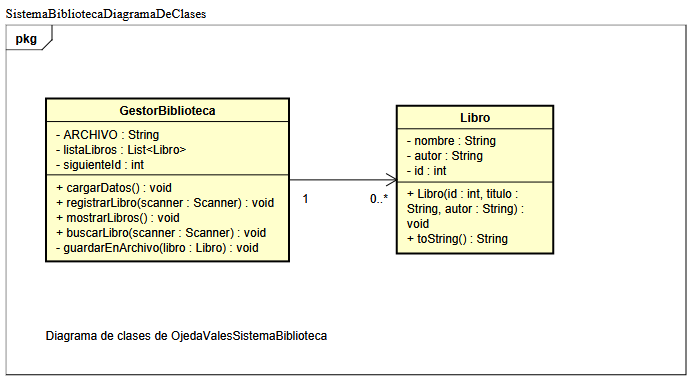 SistemaBibliotecaDiagramaDeClases
pkg
GestorBiblioteca
- ARCHIVO : String
- listaLibros : List<Libro>
- siguienteId : int
+ cargarDatos() : void
+ registrarLibro(scanner : Scanner) : void
+ mostrarLibros() : void
+ buscarLibro(scanner : Scanner) : void
- guardarEnArchivo(libro : Libro) : void
1
0..*
Libro
- nombre : String
- autor : String
- id : int
+ Libro(id : int, titulo :
String, autor : String) :
void
+ toString() : String
Diagrama de clases de OjedaValesSistemaBiblioteca